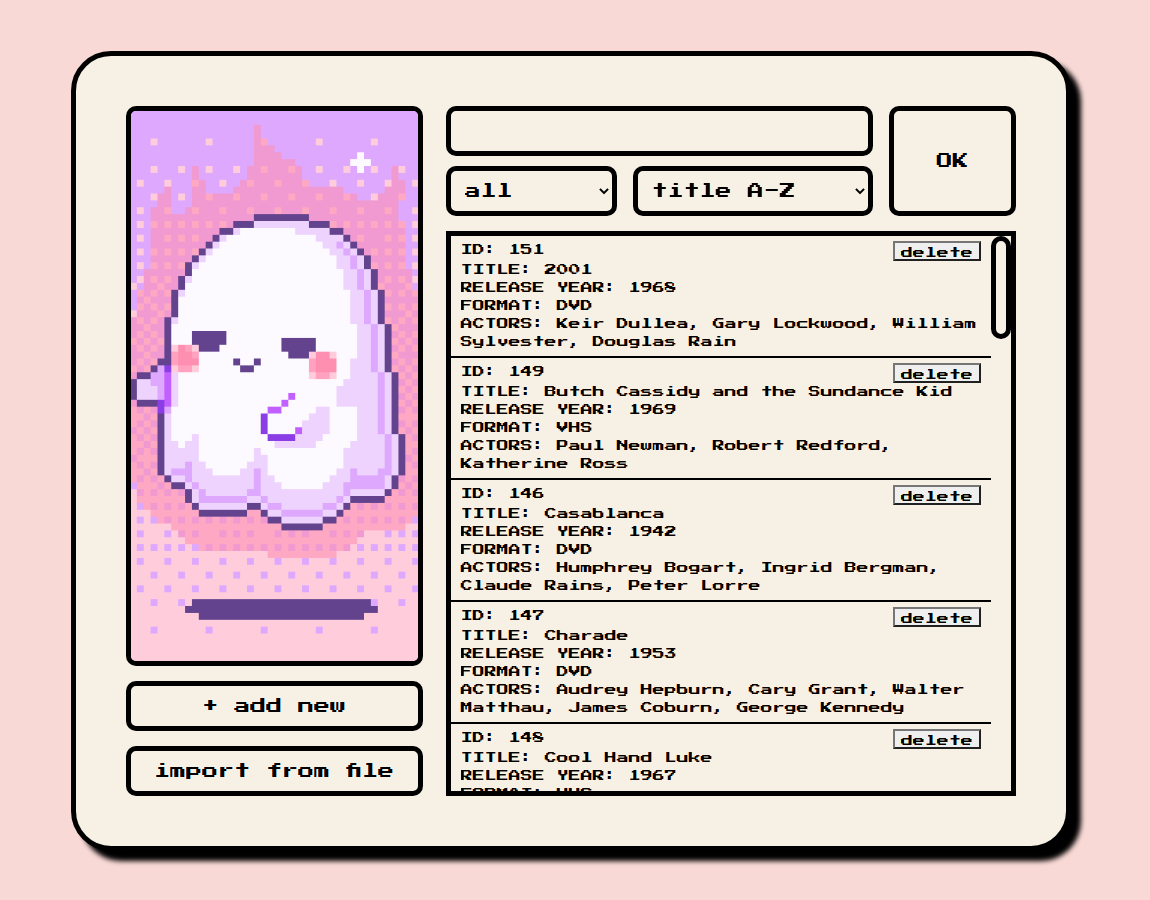 OK
all
title A-Z
ID: 151
delete
TITLE: 2001
RELEASE YEAR: 1968
FORMAT: DVD
ACTORS: Keir Dullea, Gary Lockwood, William
Sylvester, Douglas Rain
ID: 149
delete
TITLE: Butch Cassidy and the Sundance Kid
RELEASE YEAR: 1969
FORMAT: VHS
ACTORS: Paul Newman, Robert Redford,
Katherine Ross
ID: 146
delete
TITLE: Casablanca
RELEASE YEAR: 1942
FORMAT: DVD
ACTORS: Humphrey Bogart, Ingrid Bergman,
Claude Rains, Peter Lorre
ID: 147
delete
TITLE: Charade
RELEASE YEAR: 1953
FORMAT: DVD
ACTORS: Audrey Hepburn, Cary Grant, Walter
Matthau, James Coburn, George Kennedy
ID: 148
delete
TITLE: Cool Hand Luke
RELEASE YEAR: 1967
+ add new
import from file